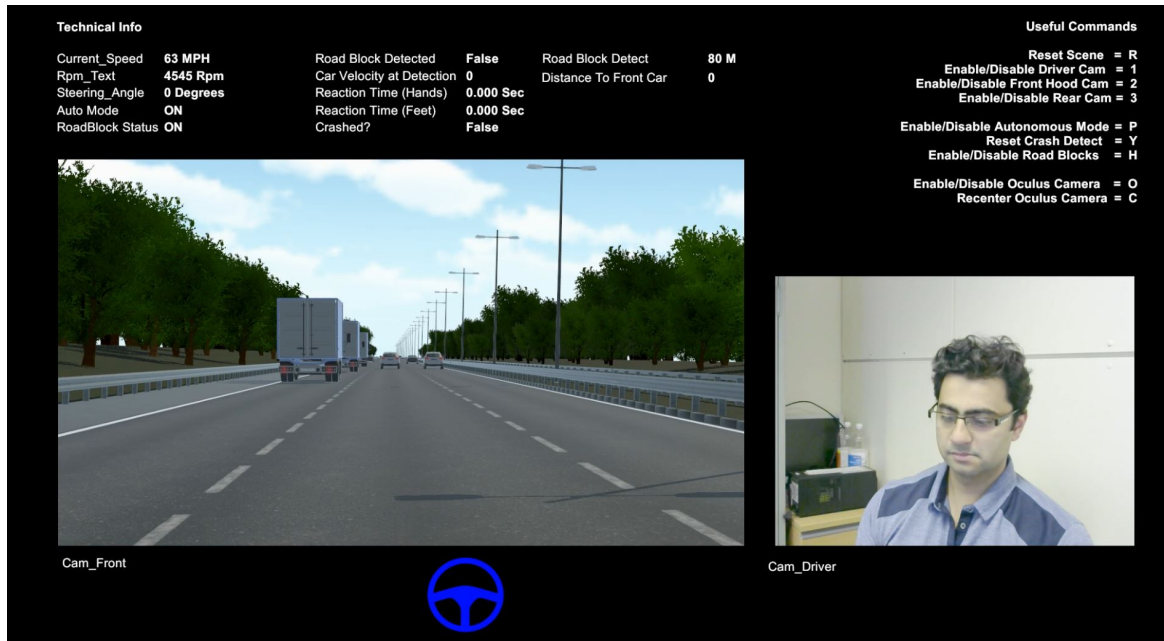 Technical Info
Current_Speed 63 MPH
Rpm_Text 4545 Rpm
Steering_Angle 0 Degrees
Auto Mode ON
RoadBlock Status ON
Road Block Detected False
Car Velocity at Detection 0
Reaction Time (Hands) 0.000 Sec
Reaction Time (Feet) 0.000 Sec
Crashed? False
Road Block Detect 80 M
Distance To Front Car 0
Useful Commands
Reset Scene = R
Enable/Disable Driver Cam = 1
Enable/Disable Front Hood Cam = 2
Enable/Disable Rear Cam = 3
Enable/Disable Autonomous Mode = P
Reset Crash Detect = Y
Enable/Disable Road Blocks = H
Enable/Disable Oculus Camera = O
Recenter Oculus Camera = C
Cam_Front
Cam_Driver